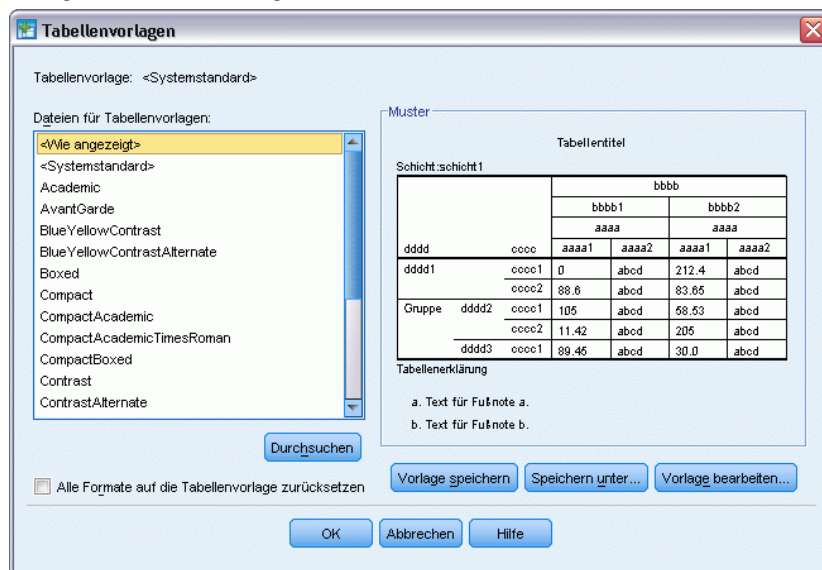 Tabellenvorlagen
Tabellenvorlage: <Systemstandard>
Dateien für Tabellenvorlagen:
<Wie angezeigt>
<Systemstandard>
Academic
AvantGarde
BlueYellowContrast
BlueYellowContrastAlternate
Boxed
Compact
CompactAcademic
CompactAcademicTimesRoman
CompactBoxed
Contrast
ContrastAlternate
Durchsuchen
Alle Formate auf die Tabellenvorlage zurücksetzen
Muster
Tabellentitel
Schicht:schicht1
bbbb
bbbb1 bbbb2
aaaa aaaa
dddd cccc aaaa1 aaaa2 aaaa1 aaaa2
dddd1 cccc1 0 abcd 212.4 abcd
cccc2 88.6 abcd 83.65 abcd
Gruppe dddd2 cccc1 105 abcd 58.53 abcd
cccc2 11.42 abcd 205 abcd
dddd3 cccc1 89.45 abcd 30.0 abcd
Tabellenerklärung
a. Text für Fußnote a.
b. Text für Fußnote b.
Vorlage speichern Speichern unter... Vorlage bearbeiten...
OK Abbrechen Hilfe